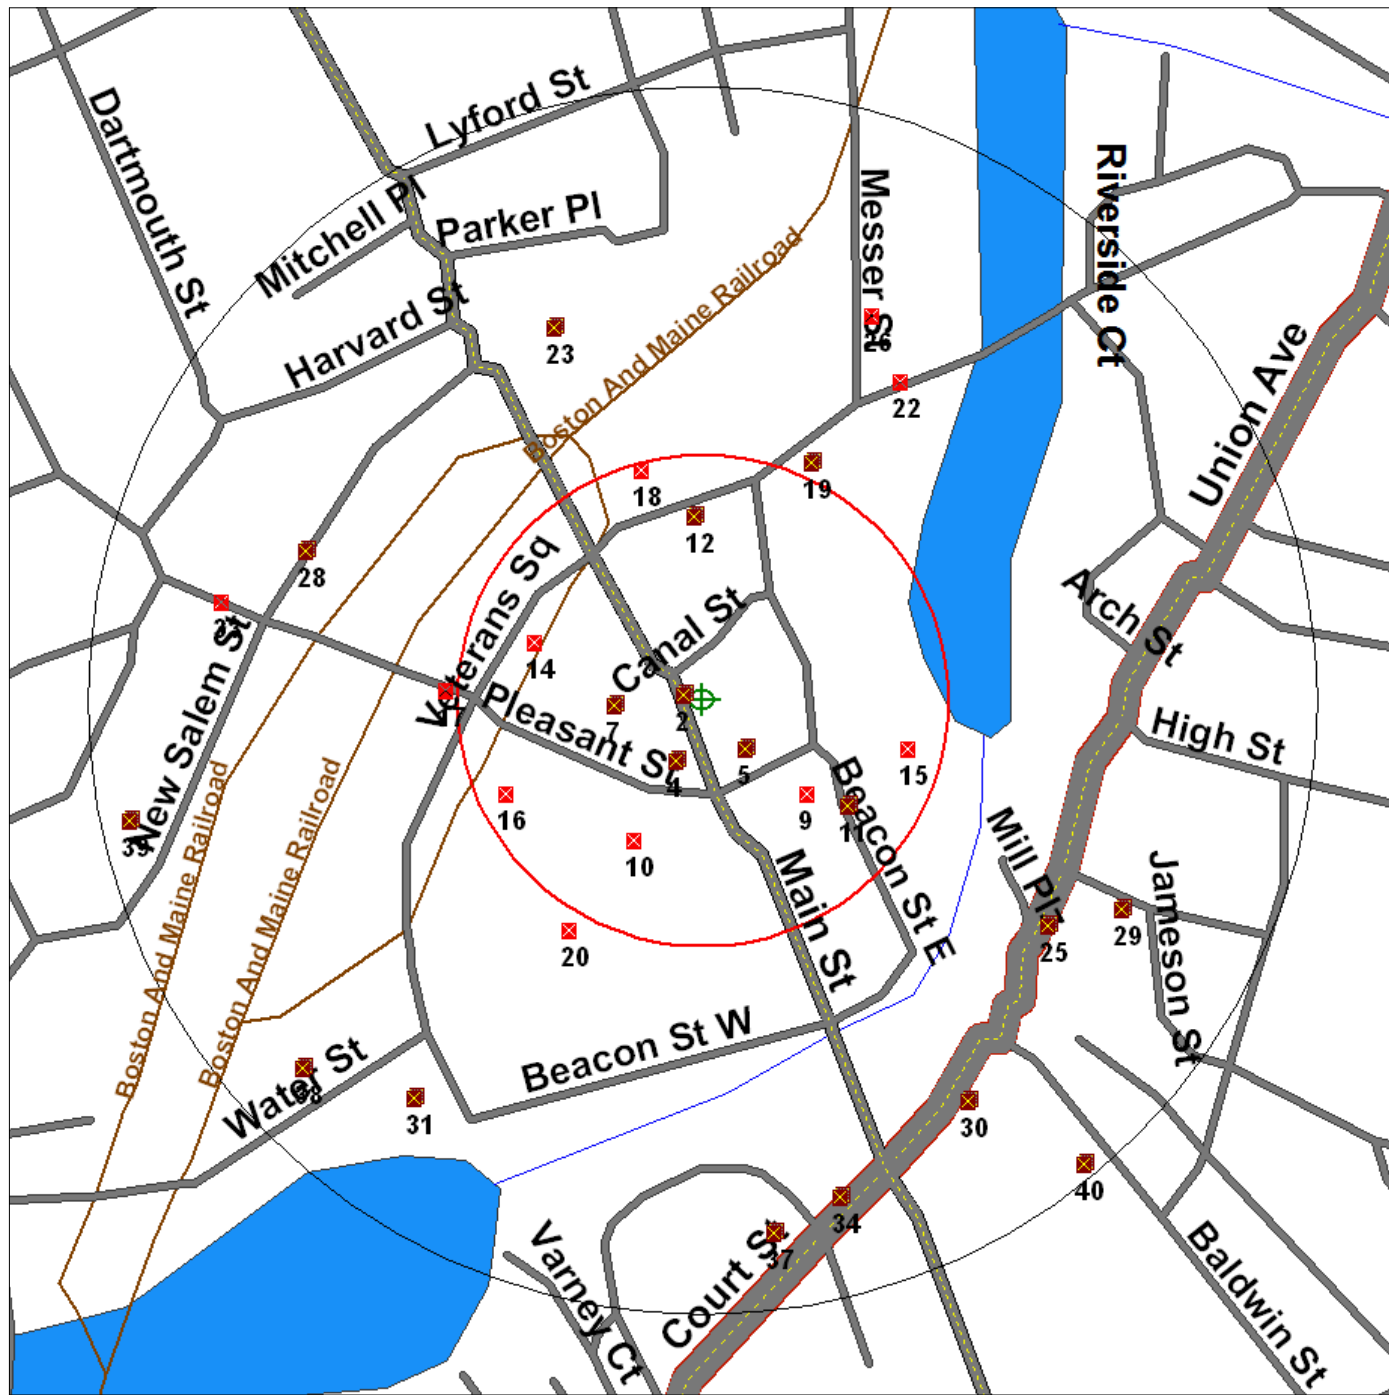 Lyford St
Dartmouth St
Mitchell Pl
Parker Pl
Messer St
Riverside Ct
Boston And Maine Railroad
Harvard St
23
22
Union Ave
18
19
12
28
Veterans Sq
Canal St
Arch St
14
New Salem St
7
2
Pleasant St
High St
4
5
15
16
9
11
Beacon St E
10
Mill Pl
39
Boston And Maine Railroad
Boston And Maine Railroad
Main St
Jameson St
29
25
20
Beacon St W
Water St
38
31
30
40
34
37
Court St
Varney Ct
Baldwin St